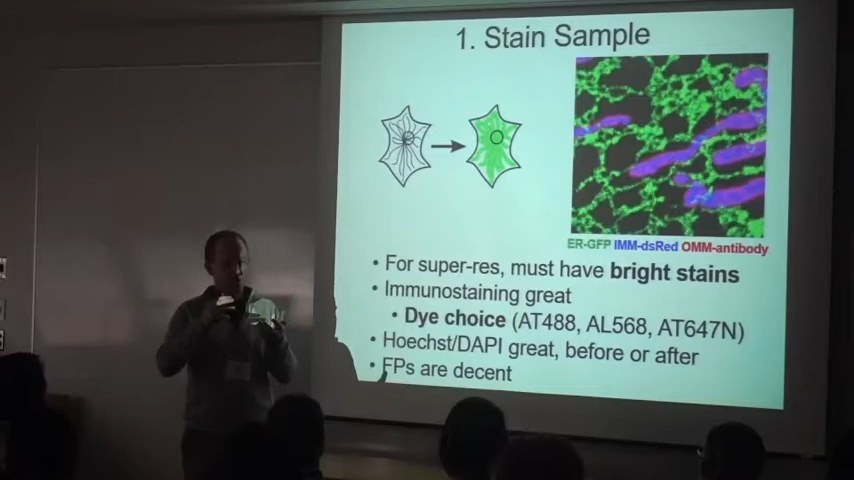 1. Stain Sample
ER-GFP IMM-dsRed OMM-antibody
• For super-res, must have bright stains
• Immunostaining great
• Dye choice (AT488, AL568, AT647N)
• Hoechst/DAPI great, before or after
• FPs are decent